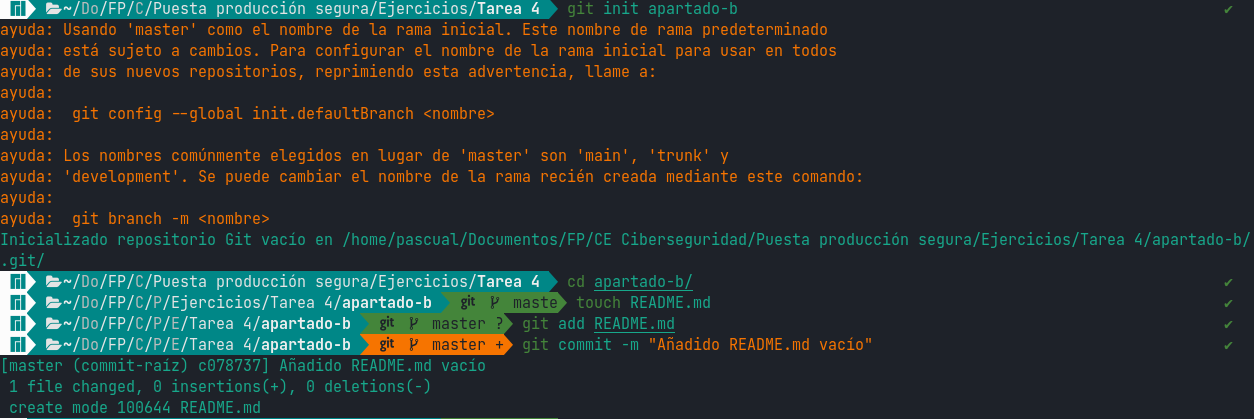 ~/Do/FP/C/Puesta producción segura/Ejercicios/Tarea 4 git init apartado-b ✔
ayuda: Usando 'master' como el nombre de la rama inicial. Este nombre de rama predeterminado
ayuda: está sujeto a cambios. Para configurar el nombre de la rama inicial para usar en todos
ayuda: de sus nuevos repositorios, reprimiendo esta advertencia, llame a:
ayuda:
ayuda:  git config --global init.defaultBranch <nombre>
ayuda:
ayuda: Los nombres comúnmente elegidos en lugar de 'master' son 'main', 'trunk' y
ayuda: 'development'. Se puede cambiar el nombre de la rama recién creada mediante este comando:
ayuda:
ayuda:  git branch -m <nombre>
Inicializado repositorio Git vacío en /home/pascual/Documentos/FP/CE Ciberseguridad/Puesta producción segura/Ejercicios/Tarea 4/apartado-b/
.git/
~/Do/FP/C/Puesta producción segura/Ejercicios/Tarea 4 cd apartado-b/ ✔
~/Do/FP/C/P/Ejercicios/Tarea 4/apartado-b git maste touch README.md ✔
~/Do/FP/C/P/E/Tarea 4/apartado-b git master ? git add README.md ✔
~/Do/FP/C/P/E/Tarea 4/apartado-b git master + git commit -m "Añadido README.md vacío" ✔
[master (commit-raíz) c078737] Añadido README.md vacío
 1 file changed, 0 insertions(+), 0 deletions(-)
 create mode 100644 README.md